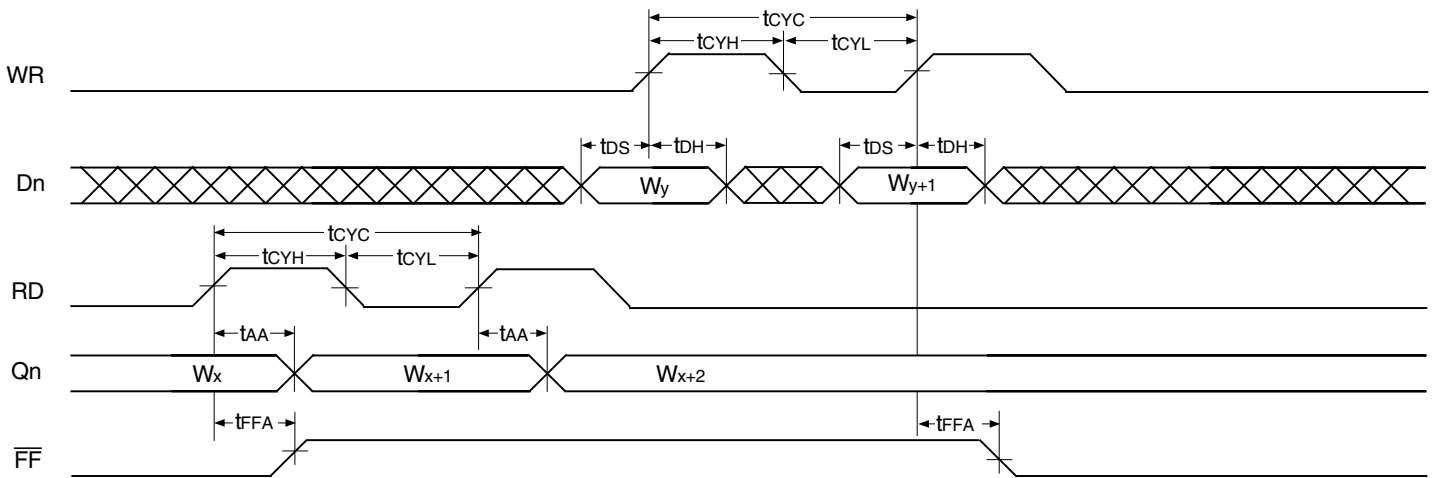 tCYC
tCYH tCYL
WR
tDS tDH tDS tDH
Dn Wy Wy+1
tCYC
tCYH tCYL
RD
tAA tAA
Qn Wx Wx+1 Wx+2
tFFA tFFA
F̅F̅